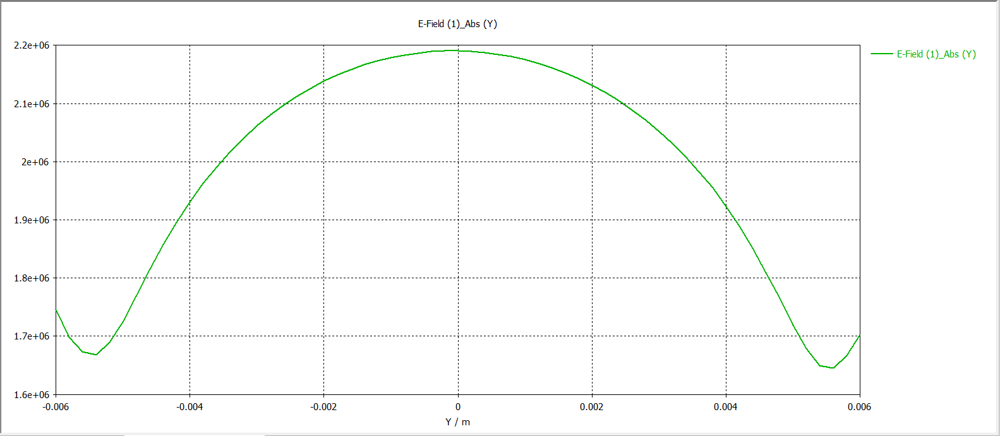 E-Field (1)_Abs (Y)
2.2e+06
E-Field (1)_Abs (Y)
2.1e+06
2e+06
1.9e+06
1.8e+06
1.7e+06
1.6e+06
-0.006 -0.004 -0.002 0 0.002 0.004 0.006
Y / m